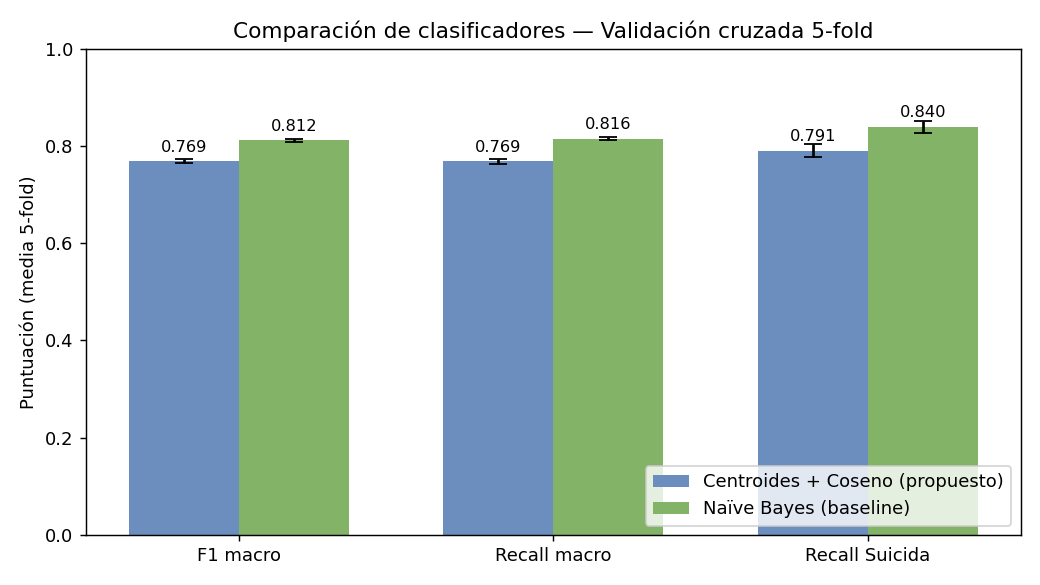 Comparación de clasificadores — Validación cruzada 5-fold
Puntuación (media 5-fold)
1.0
0.8
0.6
0.4
0.2
0.0
0.769
0.812
0.769
0.816
0.791
0.840
Centroides + Coseno (propuesto)
Naïve Bayes (baseline)
F1 macro
Recall macro
Recall Suicida